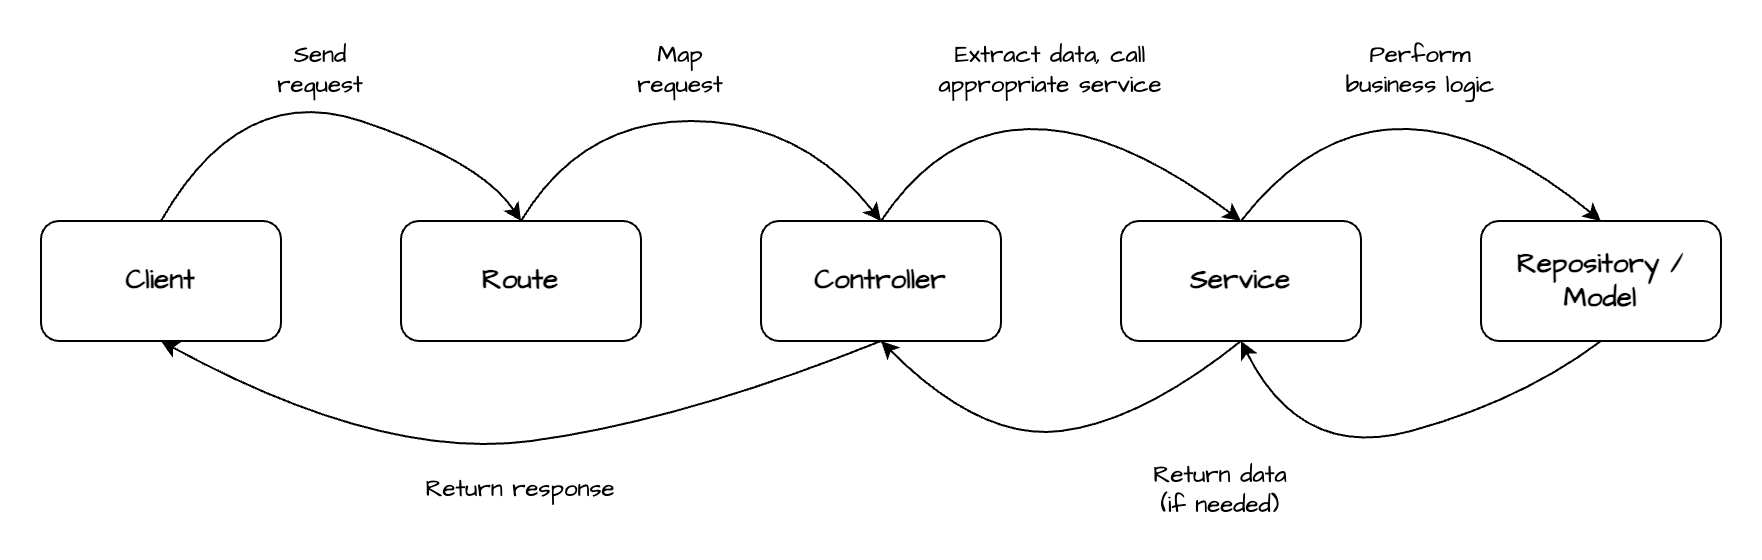 Send
request
Map
request
Extract data, call
appropriate service
Perform
business logic
Client
Route
Controller
Service
Repository /
Model
Return response
Return data
(if needed)